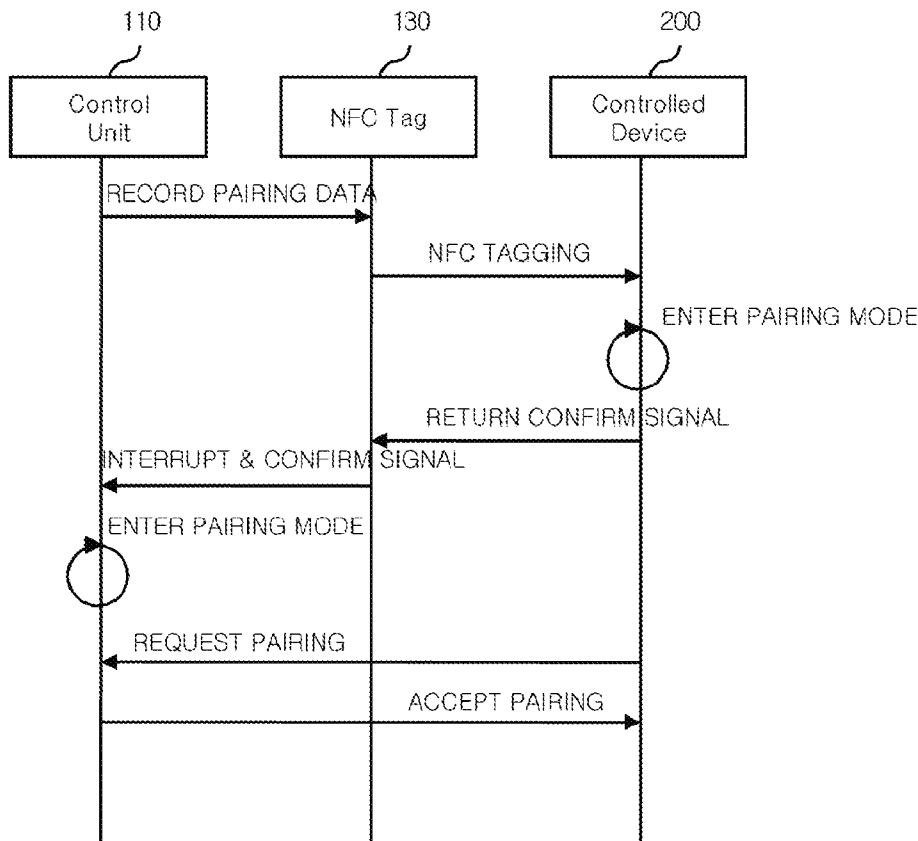 110
130
200
Control
Unit
NFC Tag
Controlled
Device
RECORD PAIRING DATA
NFC TAGGING
ENTER PAIRING MODE
RETURN CONFIRM SIGNAL
INTERRUPT & CONFIRM SIGNAL
ENTER PAIRING MODE
REQUEST PAIRING
ACCEPT PAIRING